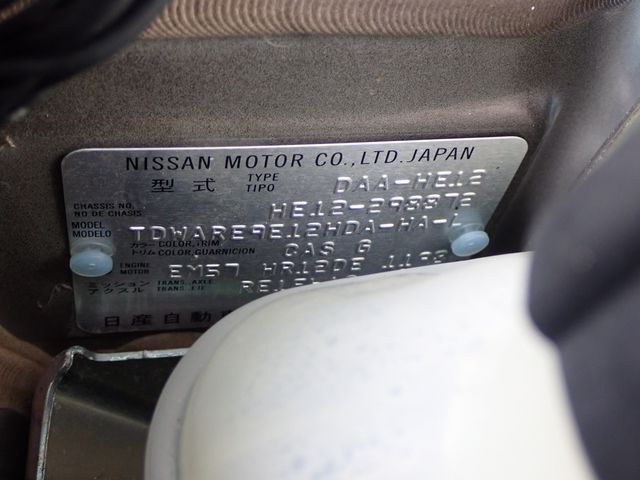 NISSAN MOTOR CO.,LTD. JAPAN
型式 TYPE TIPO DAA-HE12
CHASSIS NO. NO DE CHASIS HE12-298872
MODEL MODELO TDWARE9E12HDA-HA-L
カラー COLOR,TRIM トリム COLOR,GUARNICION CAS G
ENGINE MOTOR EM57 HR12DE 1198
ミッション アクスル TRANS. AXLE TRANS. EJE
日産自動